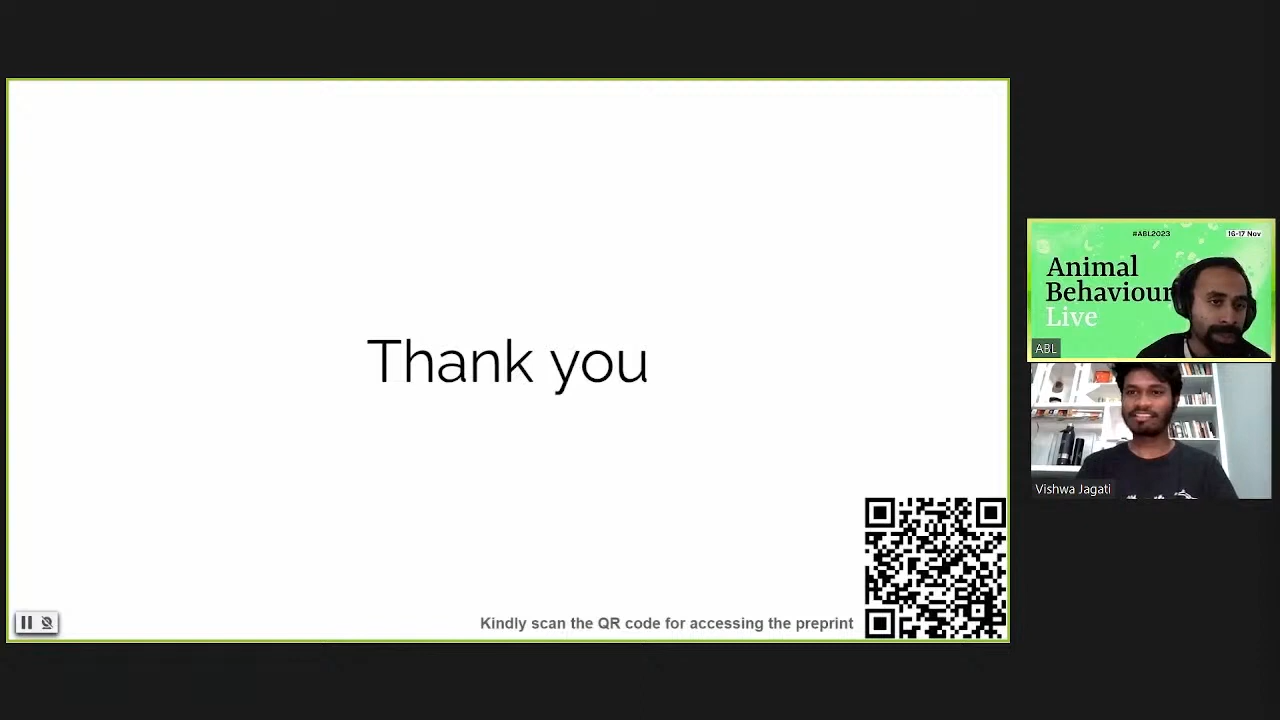 Thank you
Kindly scan the QR code for accessing the preprint
#ABL2023
16-17 Nov
Animal
Behaviour
Live
ABL
Vishwa Jagati